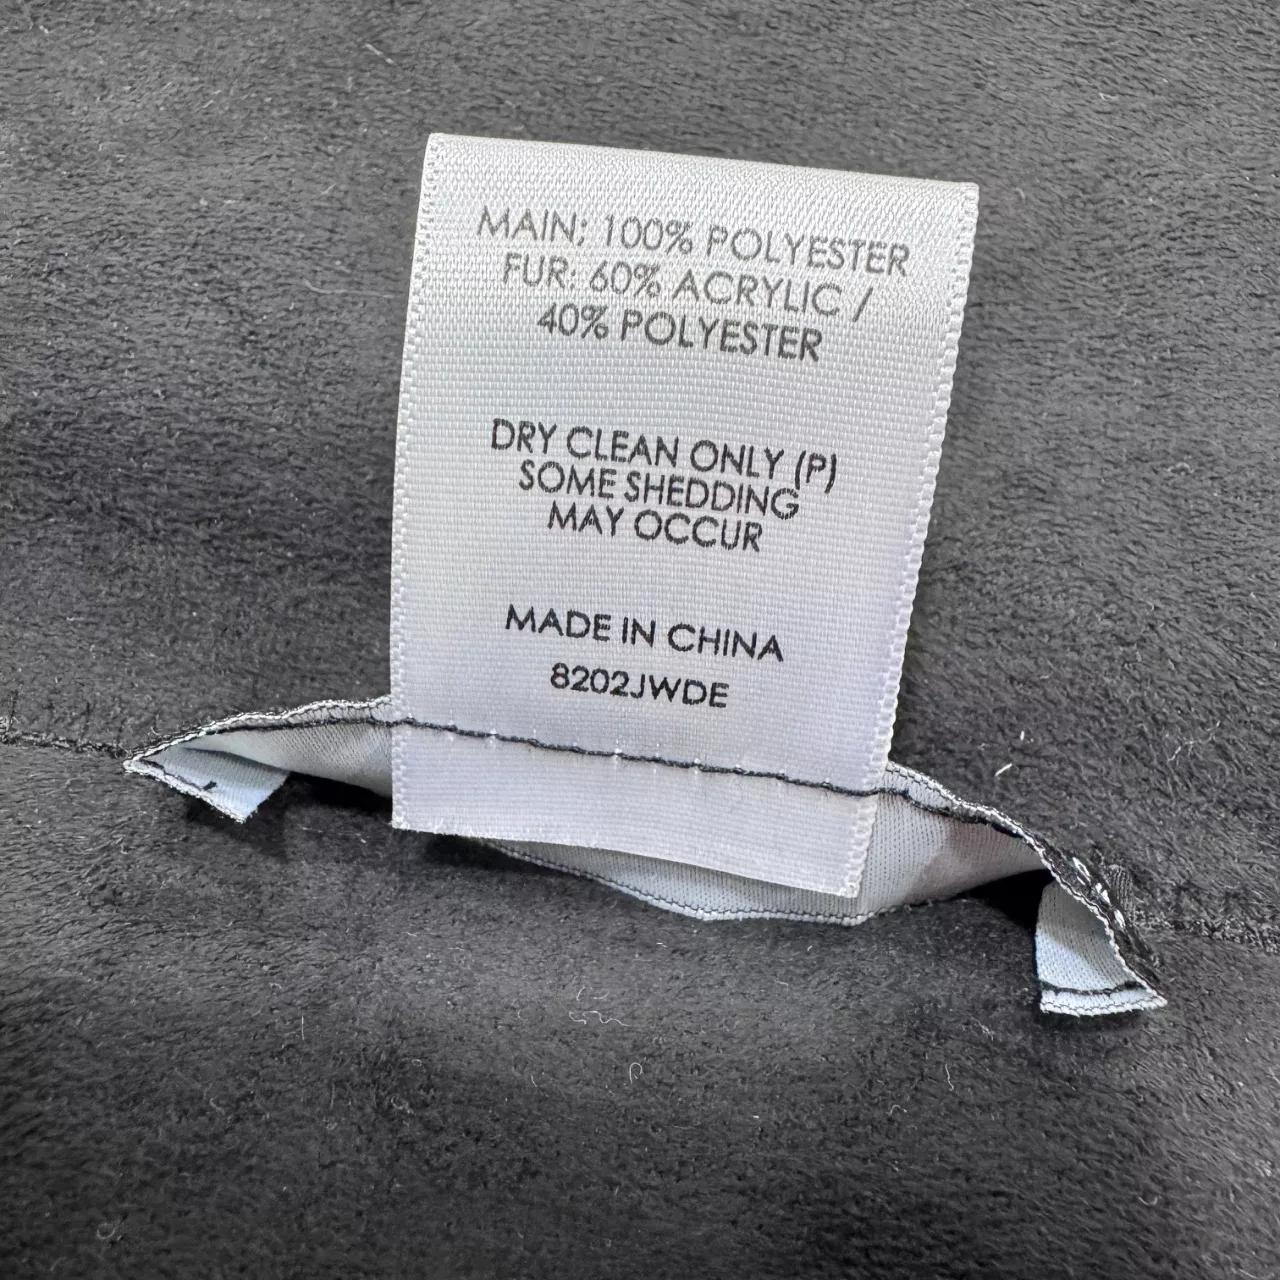 MAIN; 100% POLYESTER
FUR: 60% ACRYLIC /
40% POLYESTER
DRY CLEAN ONLY (P)
SOME SHEDDING
MAY OCCUR
MADE IN CHINA
8202JWDE